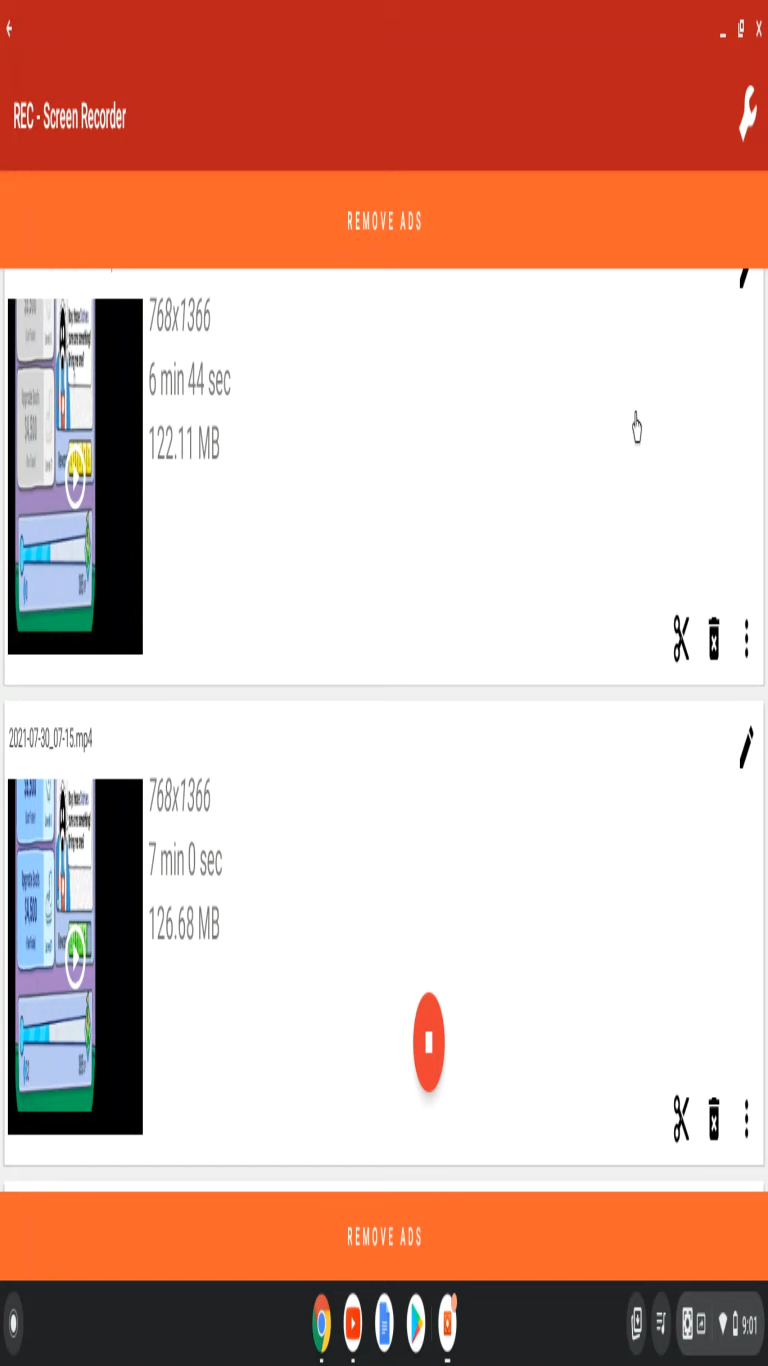 REC - Screen Recorder
REMOVE ADS
768x1366
6 min 44 sec
122.11 MB
2021-07-30_07-15.mp4
768x1366
7 min 0 sec
126.68 MB
REMOVE ADS
9:01